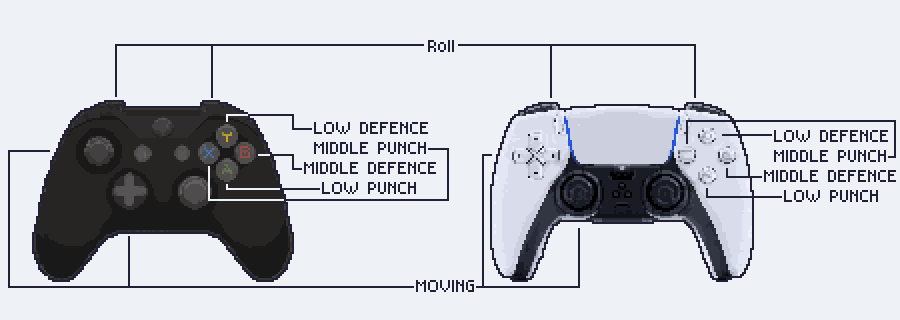 Roll
LOW DEFENCE
MIDDLE PUNCH
MIDDLE DEFENCE
LOW PUNCH
Y
X
B
A
LOW DEFENCE
MIDDLE PUNCH
MIDDLE DEFENCE
LOW PUNCH
MOVING